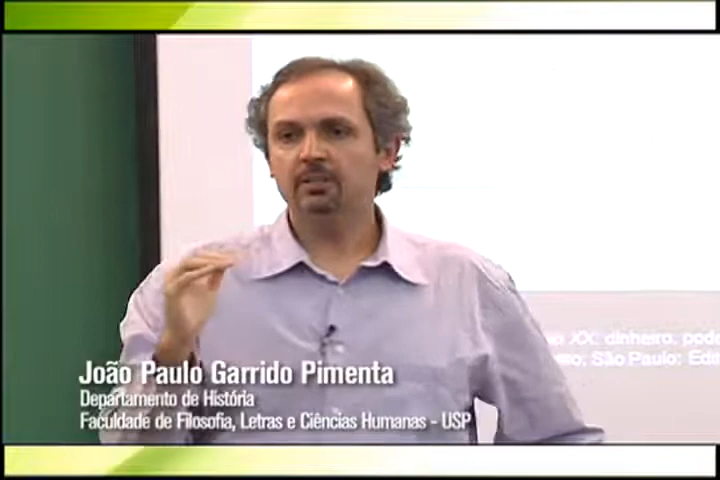 XX: dinheiro, pode
São Paulo: Edi
João Paulo Garrido Pimenta
Departamento de História
Faculdade de Filosofia, Letras e Ciências Humanas - USP